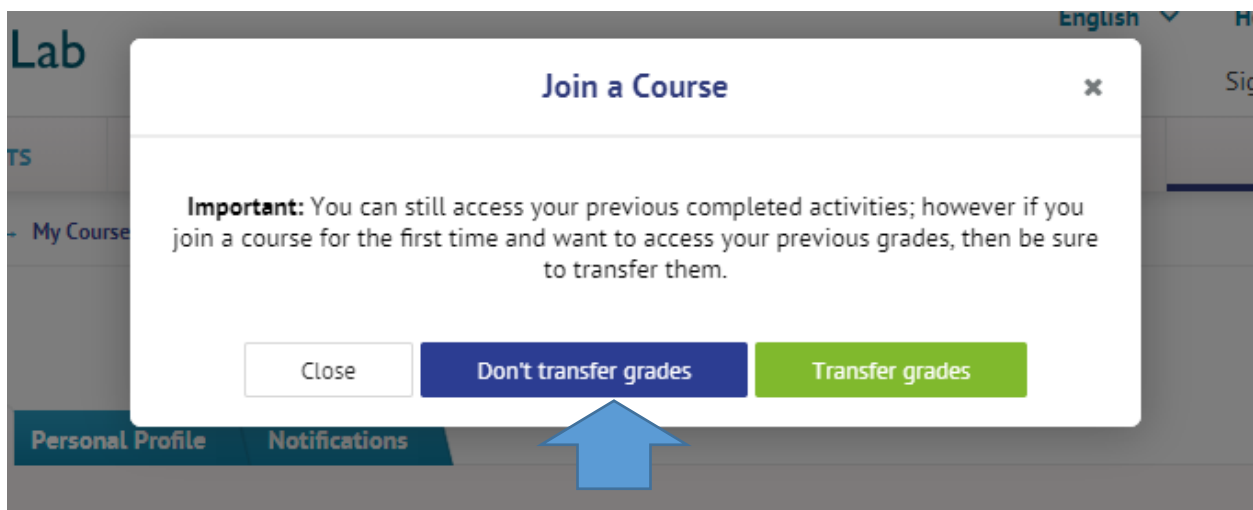 English
Lab
Join a Course
TS
Important: You can still access your previous completed activities; however if you
My Course
join a course for the first time and want to access your previous grades, then be sure
to transfer them.
Close
Don't transfer grades
Transfer grades
Personal Profile
Notifications